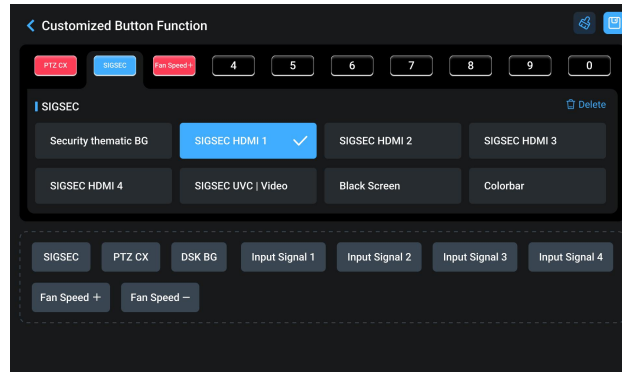 Customized Button Function
PTZ CX SIGSEC Fan Speed+ 4 5 6 7 8 9 0
SIGSEC Delete
Security thematic BG SIGSEC HDMI 1 SIGSEC HDMI 2 SIGSEC HDMI 3
SIGSEC HDMI 4 SIGSEC UVC | Video Black Screen Colorbar
SIGSEC PTZ CX DSK BG Input Signal 1 Input Signal 2 Input Signal 3 Input Signal 4
Fan Speed + Fan Speed −